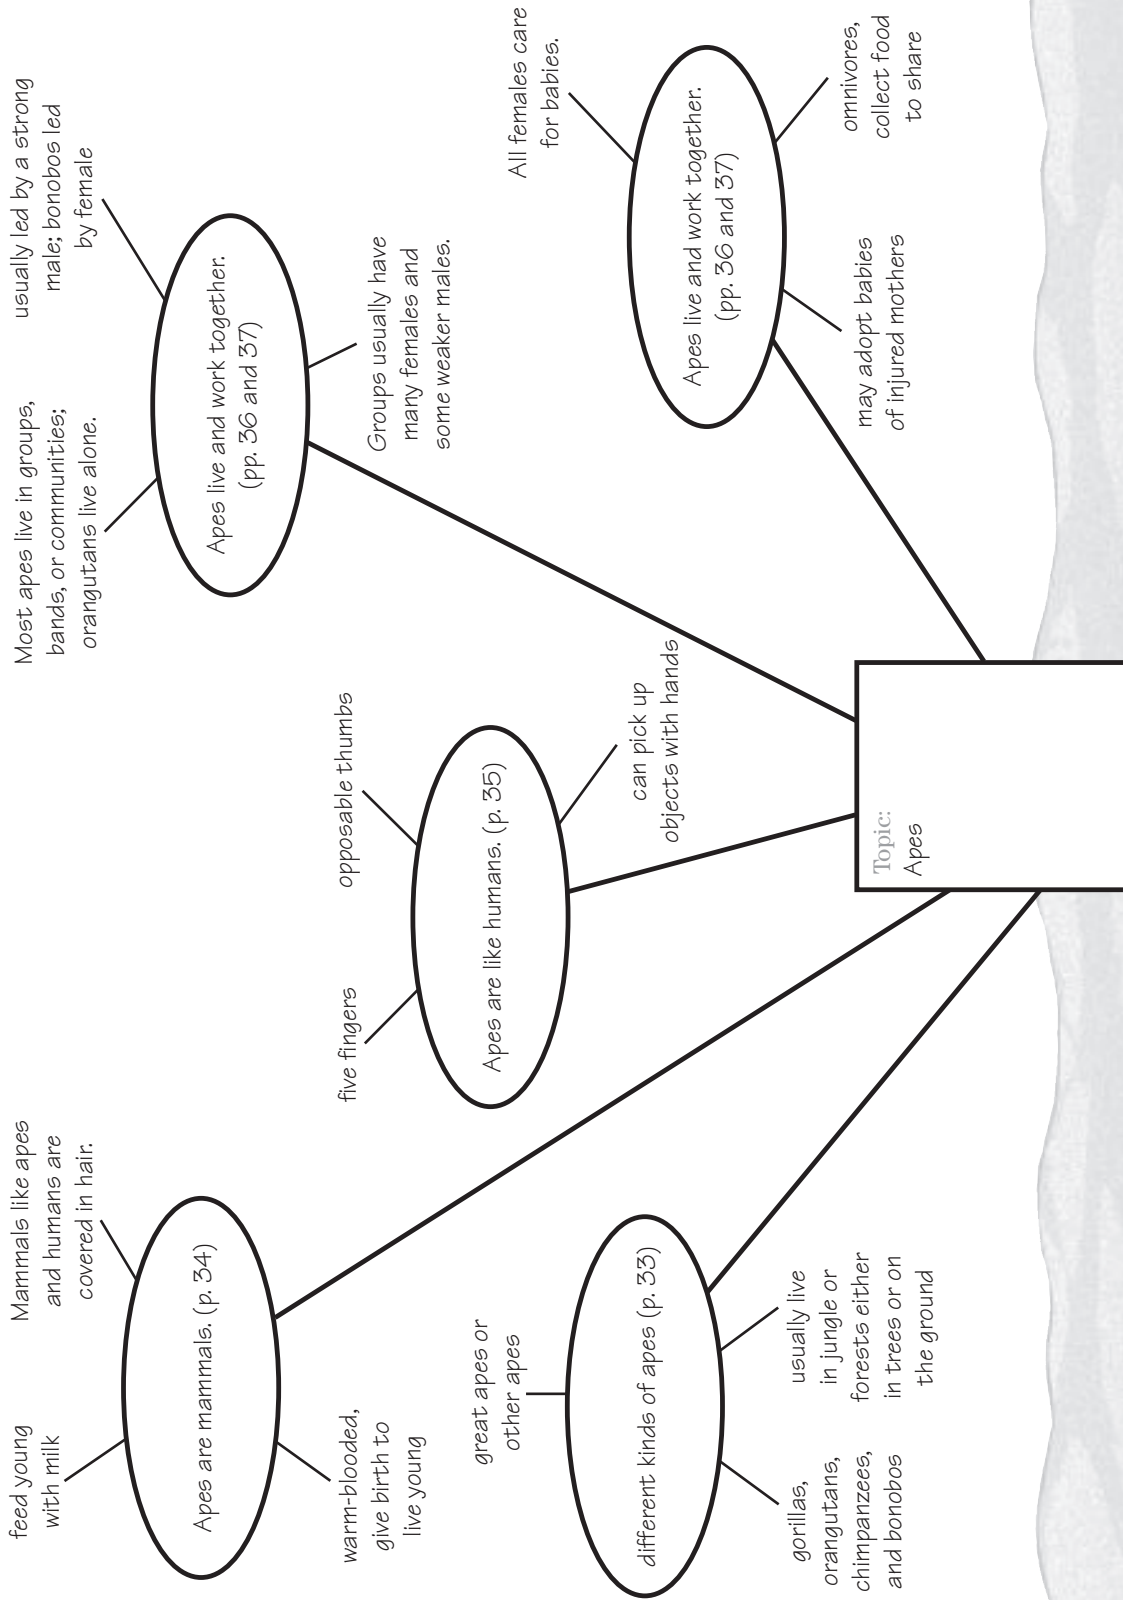 feed young
with milk
Mammals like apes
and humans are
covered in hair.
Apes are mammals. (p. 34)
warm-blooded,
give birth to
live young
five fingers
opposable thumbs
Apes are like humans. (p. 35)
can pick up
objects with hands
Most apes live in groups,
bands, or communities;
orangutans live alone.
usually led by a strong
male; bonobos led
by female
Apes live and work together.
(pp. 36 and 37)
Groups usually have
many females and
some weaker males.
great apes or
other apes
different kinds of apes (p. 33)
gorillas,
orangutans,
chimpanzees,
and bonobos
usually live
in jungle or
forests either
in trees or on
the ground
All females care
for babies.
Apes live and work together.
(pp. 36 and 37)
may adopt babies
of injured mothers
omnivores,
collect food
to share
Topic:
Apes